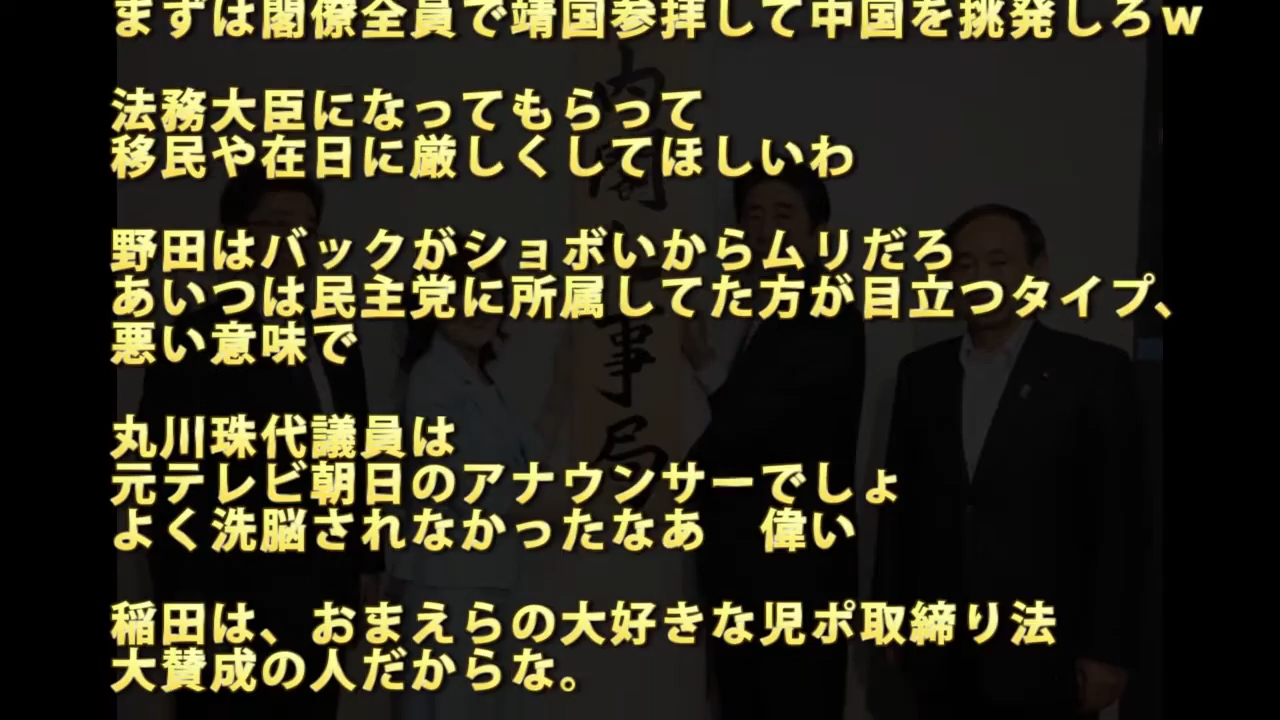 まずは閣僚全員で靖国参拝して中国を挑発しろｗ
法務大臣になってもらって
移民や在日に厳しくしてほしいわ
野田はバックがショボいからムリだろ
あいつは民主党に所属してた方が目立つタイプ、
悪い意味で
丸川珠代議員は
元テレビ朝日のアナウンサーでしょ
よく洗脳されなかったなあ　偉い
稲田は、おまえらの大好きな児ポ取締り法
大賛成の人だからな。
内閣人事局